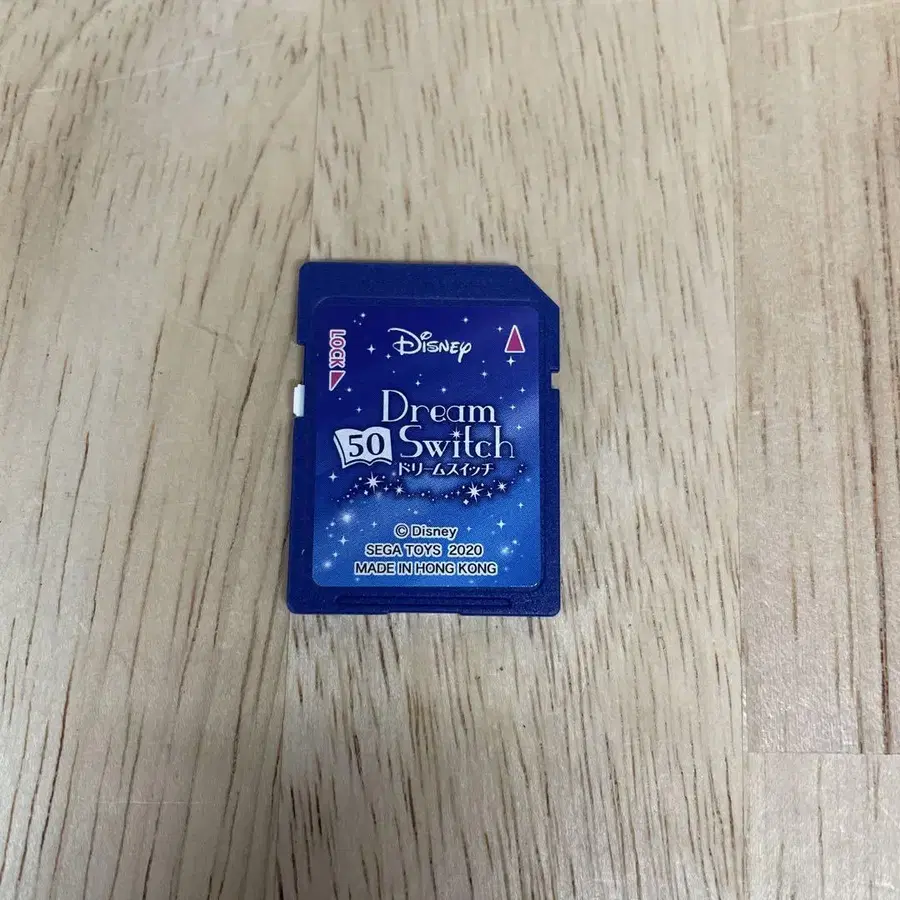 LOCK
Disney
Dream
50 Switch
ドリームスイッチ
© Disney
SEGA TOYS 2020
MADE IN HONG KONG